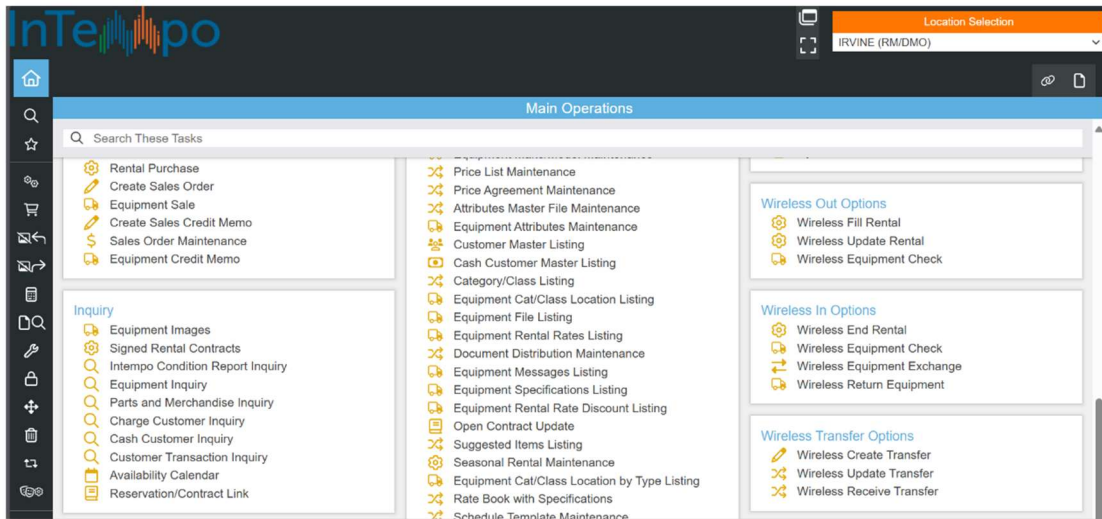 InTempo
Location Selection
IRVINE (RM/DMO)
Main Operations
Search These Tasks
Rental Purchase
Create Sales Order
Equipment Sale
Create Sales Credit Memo
Sales Order Maintenance
Equipment Credit Memo
Inquiry
Equipment Images
Signed Rental Contracts
Intempo Condition Report Inquiry
Equipment Inquiry
Parts and Merchandise Inquiry
Charge Customer Inquiry
Cash Customer Inquiry
Customer Transaction Inquiry
Availability Calendar
Reservation/Contract Link
Price List Maintenance
Price Agreement Maintenance
Attributes Master File Maintenance
Equipment Attributes Maintenance
Customer Master Listing
Cash Customer Master Listing
Category/Class Listing
Equipment Cat/Class Location Listing
Equipment File Listing
Equipment Rental Rates Listing
Document Distribution Maintenance
Equipment Messages Listing
Equipment Specifications Listing
Equipment Rental Rate Discount Listing
Open Contract Update
Suggested Items Listing
Seasonal Rental Maintenance
Equipment Cat/Class Location by Type Listing
Rate Book with Specifications
Schedule Template Maintenance
Wireless Out Options
Wireless Fill Rental
Wireless Update Rental
Wireless Equipment Check
Wireless In Options
Wireless End Rental
Wireless Equipment Check
Wireless Equipment Exchange
Wireless Return Equipment
Wireless Transfer Options
Wireless Create Transfer
Wireless Update Transfer
Wireless Receive Transfer